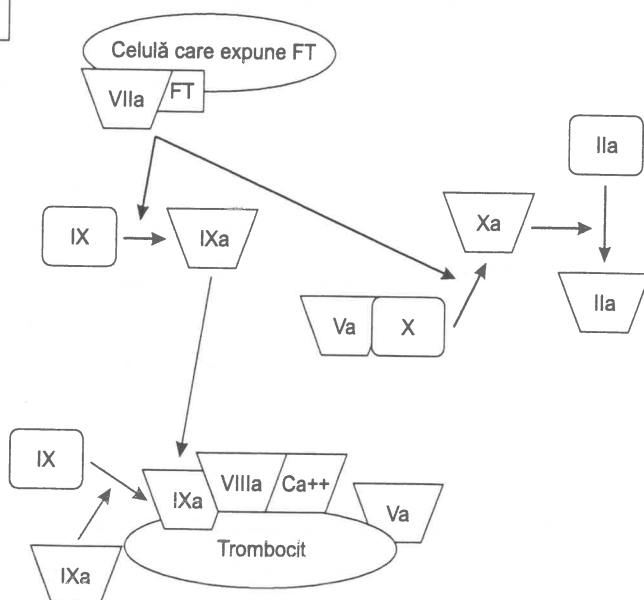 Celulă care expune FT
VIIa
FT
IIa
IX
IXa
Xa
Va
X
IIa
IX
IXa
VIIIa
Ca++
Va
Trombocit
IXa